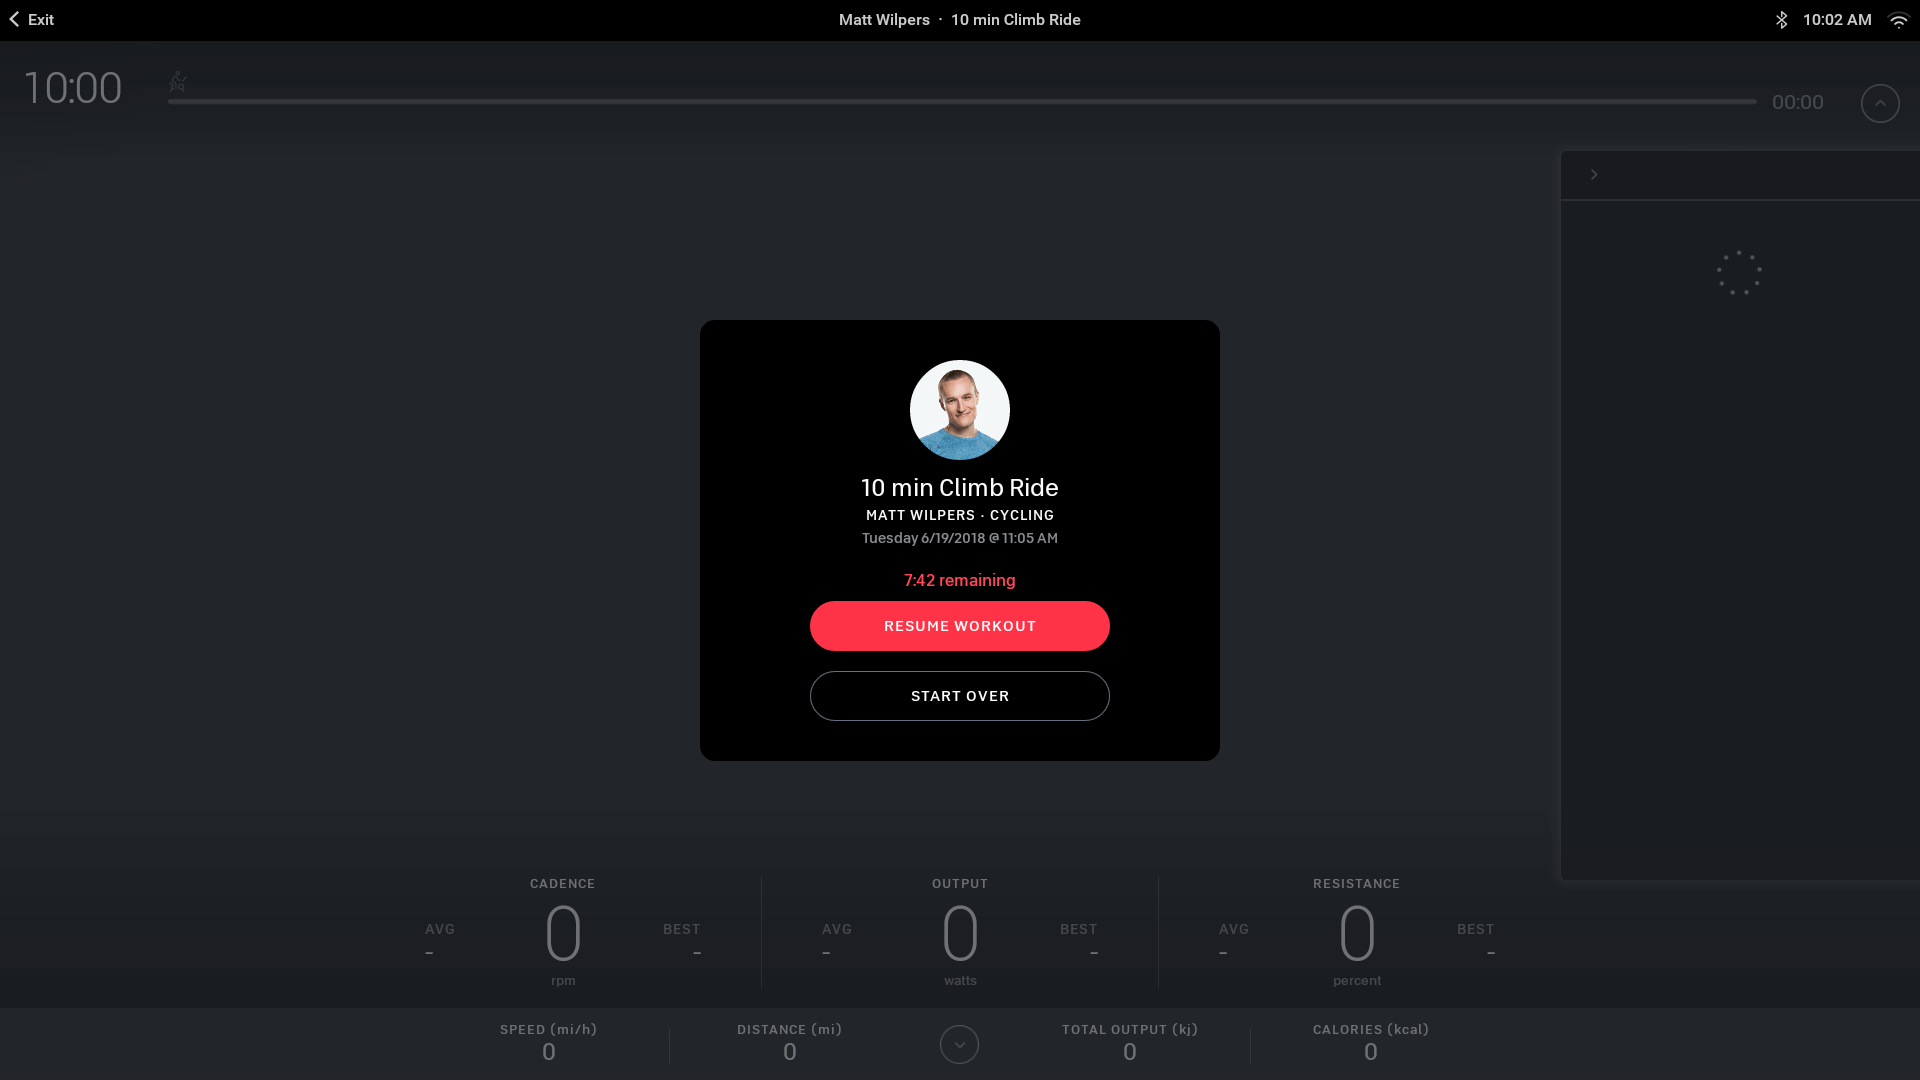 Exit
Matt Wilpers · 10 min Climb Ride
10:02 AM
10:00
00:00
10 min Climb Ride
MATT WILPERS · CYCLING
Tuesday 6/19/2018 @ 11:05 AM
7:42 remaining
RESUME WORKOUT
START OVER
CADENCE
AVG
-
0
rpm
BEST
-
OUTPUT
AVG
-
0
watts
BEST
-
RESISTANCE
AVG
-
0
percent
BEST
-
SPEED (mi/h)
0
DISTANCE (mi)
0
TOTAL OUTPUT (kj)
0
CALORIES (kcal)
0